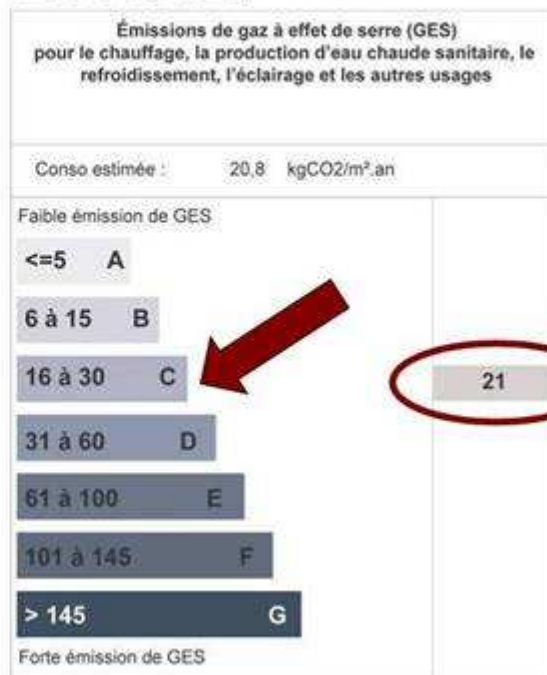 Émissions de gaz à effet de serre (GES)
pour le chauffage, la production d'eau chaude sanitaire, le
refroidissement, l'éclairage et les autres usages
Conso estimée : 20,8 kgCO2/m².an
Faible émission de GES
<=5 A
6 à 15 B
16 à 30 C
21
31 à 60 D
61 à 100 E
101 à 145 F
> 145 G
Forte émission de GES